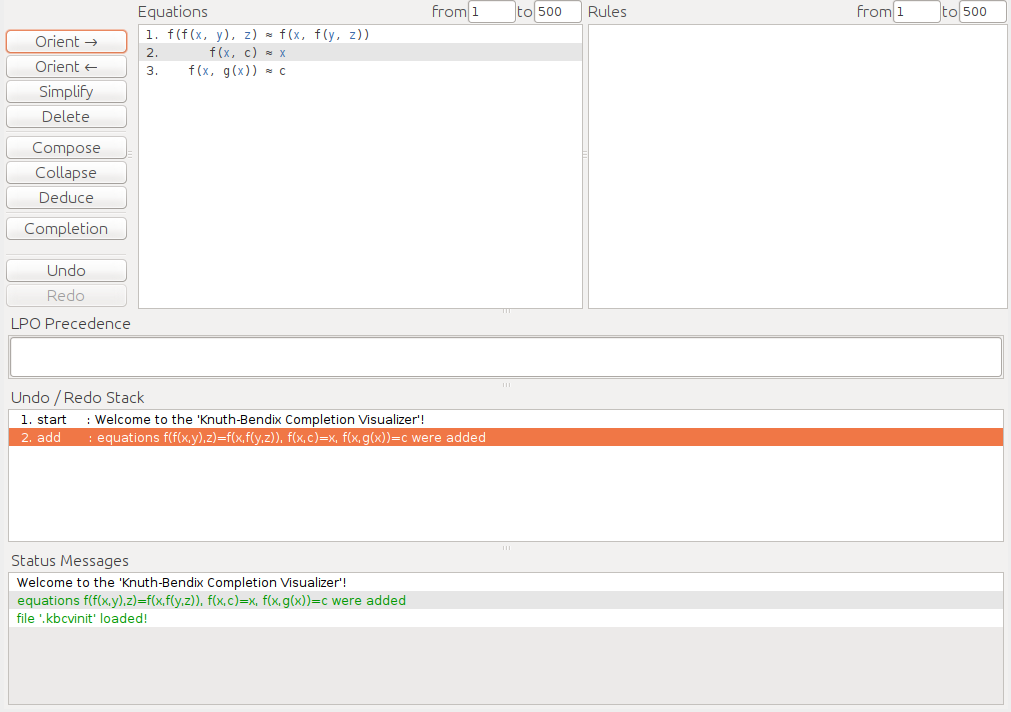 Equations from 1 to 500 Rules from 1 to 500
Orient →
Orient ←
Simplify
Delete
Compose
Collapse
Deduce
Completion
Undo
Redo
1. f(f(x, y), z) ≈ f(x, f(y, z))
2. f(x, c) ≈ x
3. f(x, g(x)) ≈ c
LPO Precedence
Undo / Redo Stack
1. start : Welcome to the 'Knuth-Bendix Completion Visualizer'!
2. add : equations f(f(x,y),z)=f(x,f(y,z)), f(x,c)=x, f(x,g(x))=c were added
Status Messages
Welcome to the 'Knuth-Bendix Completion Visualizer'!
equations f(f(x,y),z)=f(x,f(y,z)), f(x,c)=x, f(x,g(x))=c were added
file '.kbcvinit' loaded!